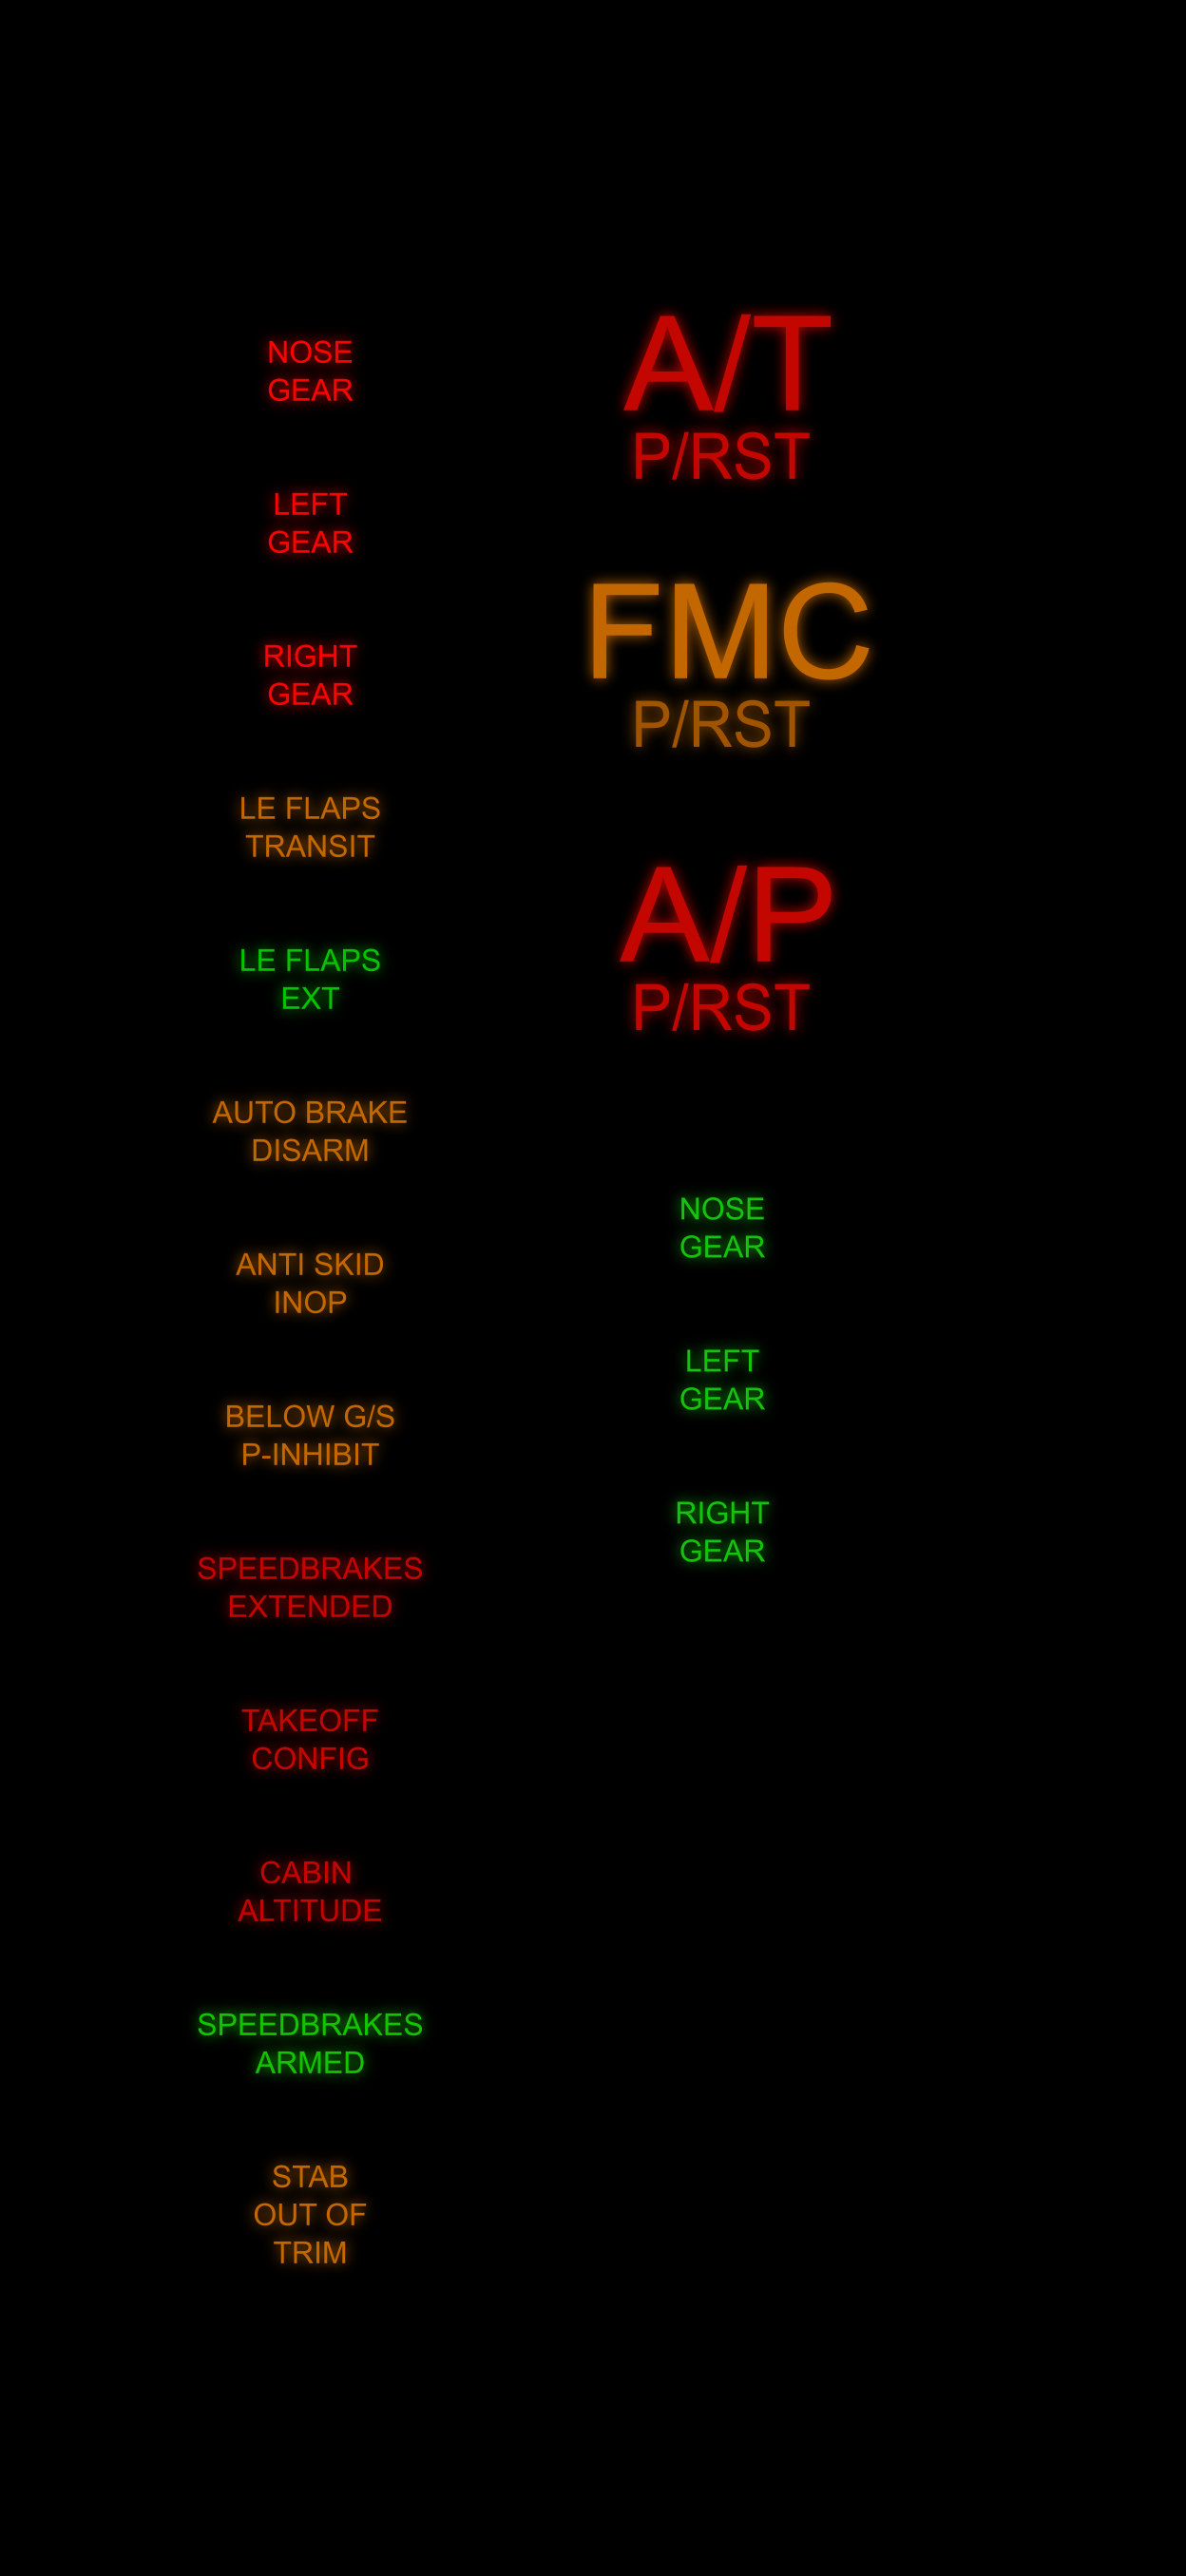 NOSE
GEAR
LEFT
GEAR
RIGHT
GEAR
LE FLAPS
TRANSIT
LE FLAPS
EXT
AUTO BRAKE
DISARM
ANTI SKID
INOP
BELOW G/S
P-INHIBIT
SPEEDBRAKES
EXTENDED
TAKEOFF
CONFIG
CABIN
ALTITUDE
SPEEDBRAKES
ARMED
STAB
OUT OF
TRIM
A/T
P/RST
FMC
P/RST
A/P
P/RST
NOSE
GEAR
LEFT
GEAR
RIGHT
GEAR